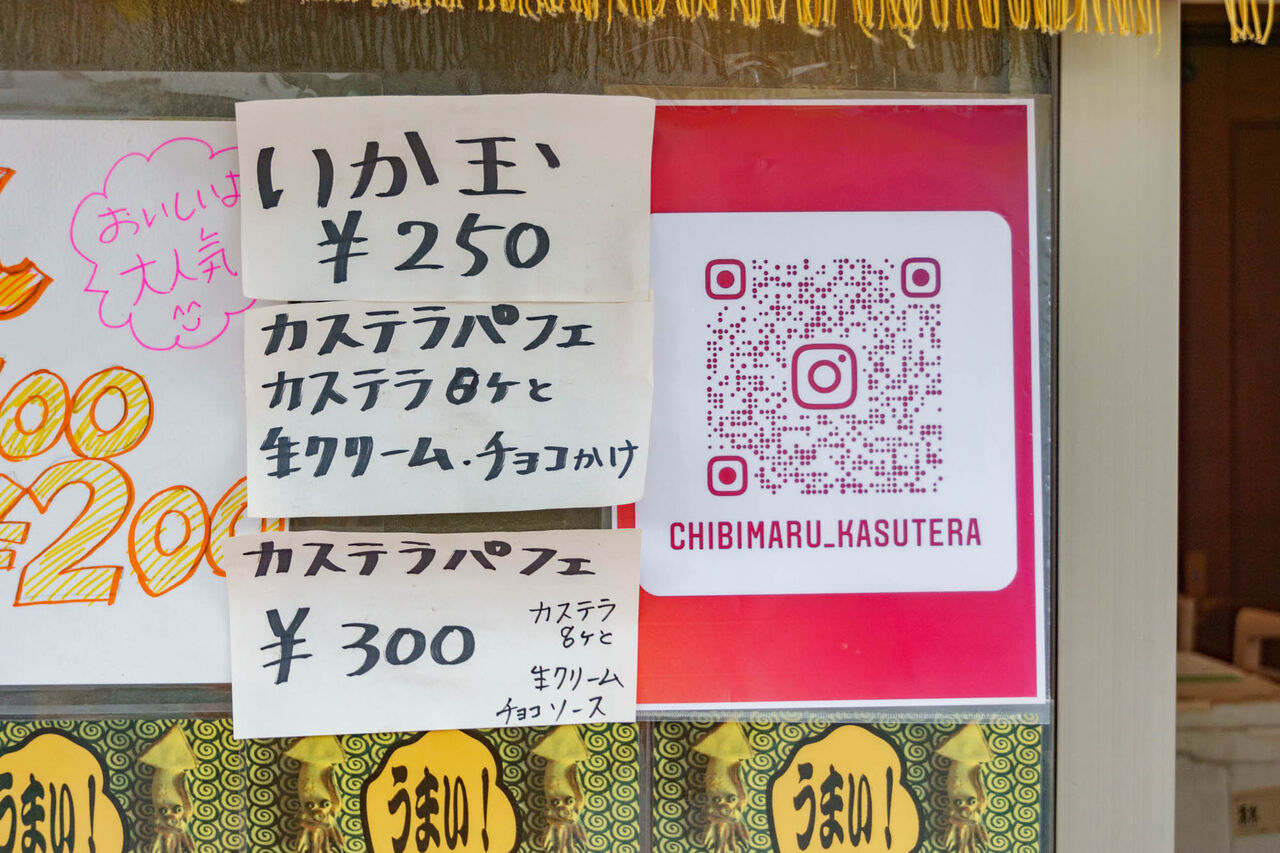 おいしいよ
大人気
00
¥200
いか玉
¥250
カステラパフェ
カステラ8ケと
生クリーム・チョコかけ
カステラパフェ
¥300
カステラ
8ケと
生クリーム
チョコソース
CHIBIMARU_KASUTERA
うまい!
うまい!
うまい!